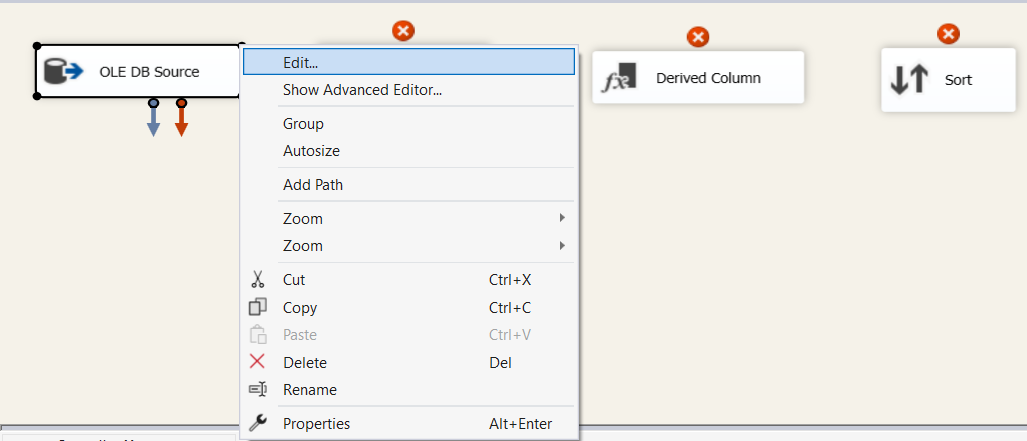 OLE DB Source
Derived Column
Sort
Edit...
Show Advanced Editor...
Group
Autosize
Add Path
Zoom
Zoom
Cut Ctrl+X
Copy Ctrl+C
Paste Ctrl+V
Delete Del
Rename
Properties Alt+Enter